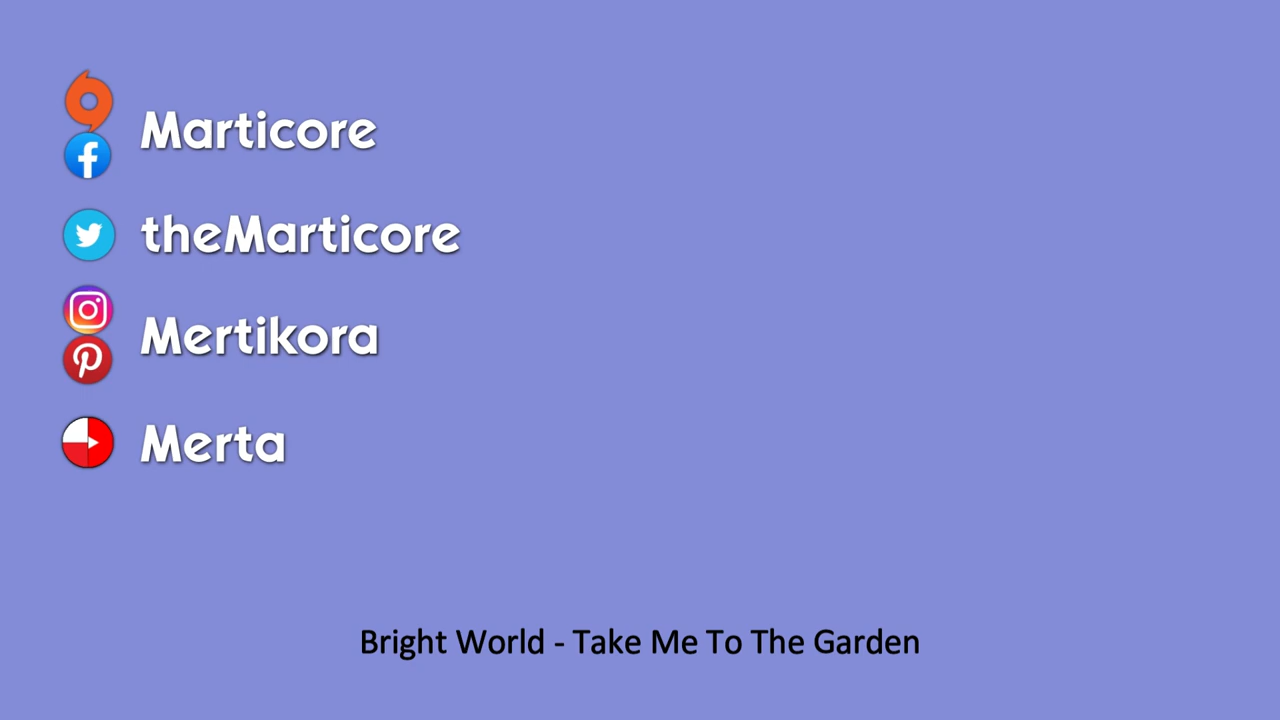 Marticore
theMarticore
Mertikora
Merta
Bright World - Take Me To The Garden